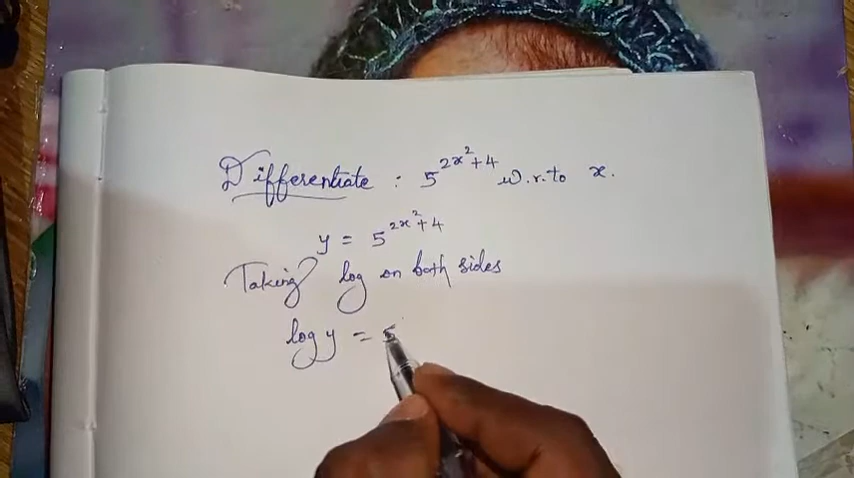 Differentiate : 5^{2x²+4} w.r.to x.
y = 5^{2x²+4}
Taking log on both sides
log y = 5